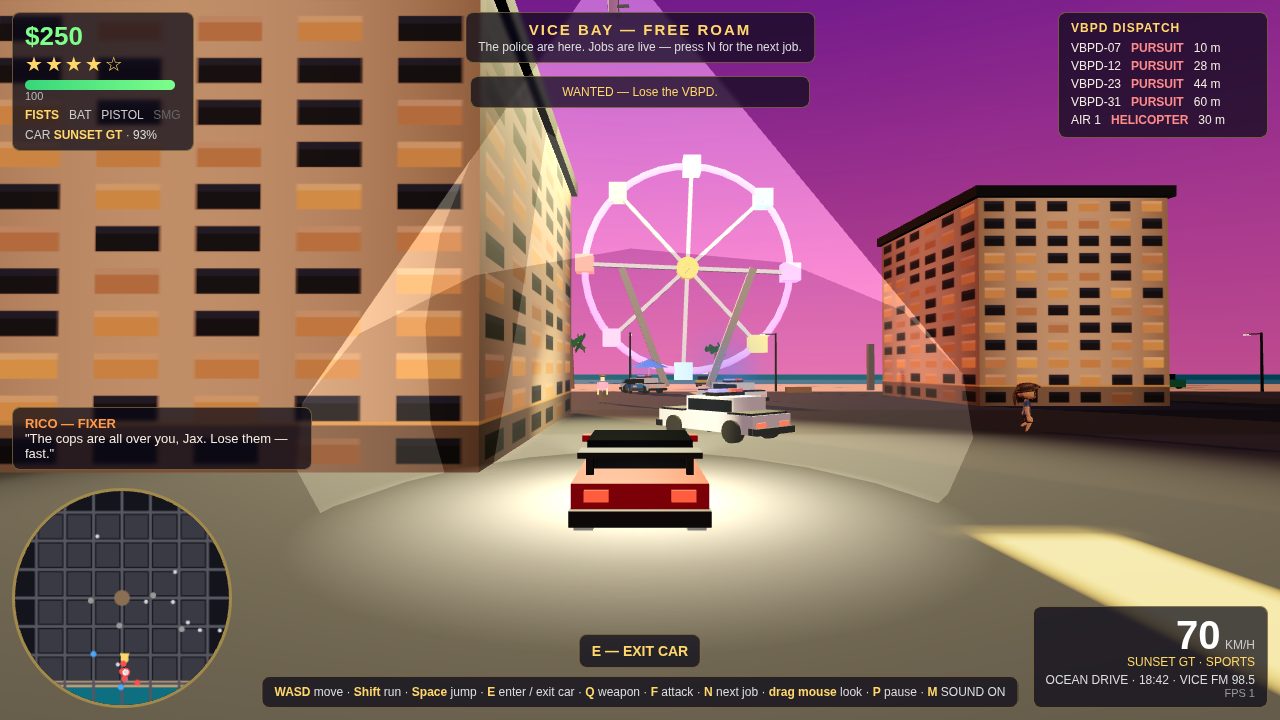 $250
★★★★☆
100
FISTS BAT PISTOL SMG
CAR SUNSET GT · 93%
VICE BAY — FREE ROAM
The police are here. Jobs are live — press N for the next job.
WANTED — Lose the VBPD.
VBPD DISPATCH
VBPD-07 PURSUIT 10 m
VBPD-12 PURSUIT 28 m
VBPD-23 PURSUIT 44 m
VBPD-31 PURSUIT 60 m
AIR 1 HELICOPTER 30 m
RICO — FIXER
"The cops are all over you, Jax. Lose them —
fast."
E — EXIT CAR
WASD move · Shift run · Space jump · E enter / exit car · Q weapon · F attack · N next job · drag mouse look · P pause · M SOUND ON
70 KM/H
SUNSET GT · SPORTS
OCEAN DRIVE · 18:42 · VICE FM 98.5
FPS 1